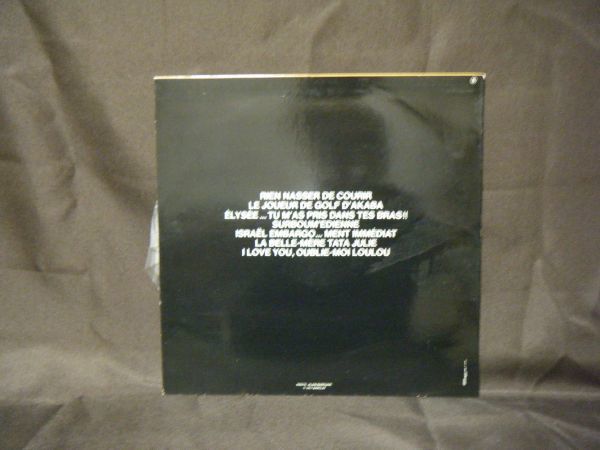 RIEN NASSER DE COURIR
LE JOUEUR DE GOLF D'AKABA
ÉLYSÉE... TU M'AS PRIS DANS TES BRAS!!
SURBOUM'EDIENNE
ISRAËL EMBARGO... MENT IMMÉDIAT
LA BELLE-MÈRE TATA JULIE
I LOVE YOU, OUBLIE-MOI LOULOU